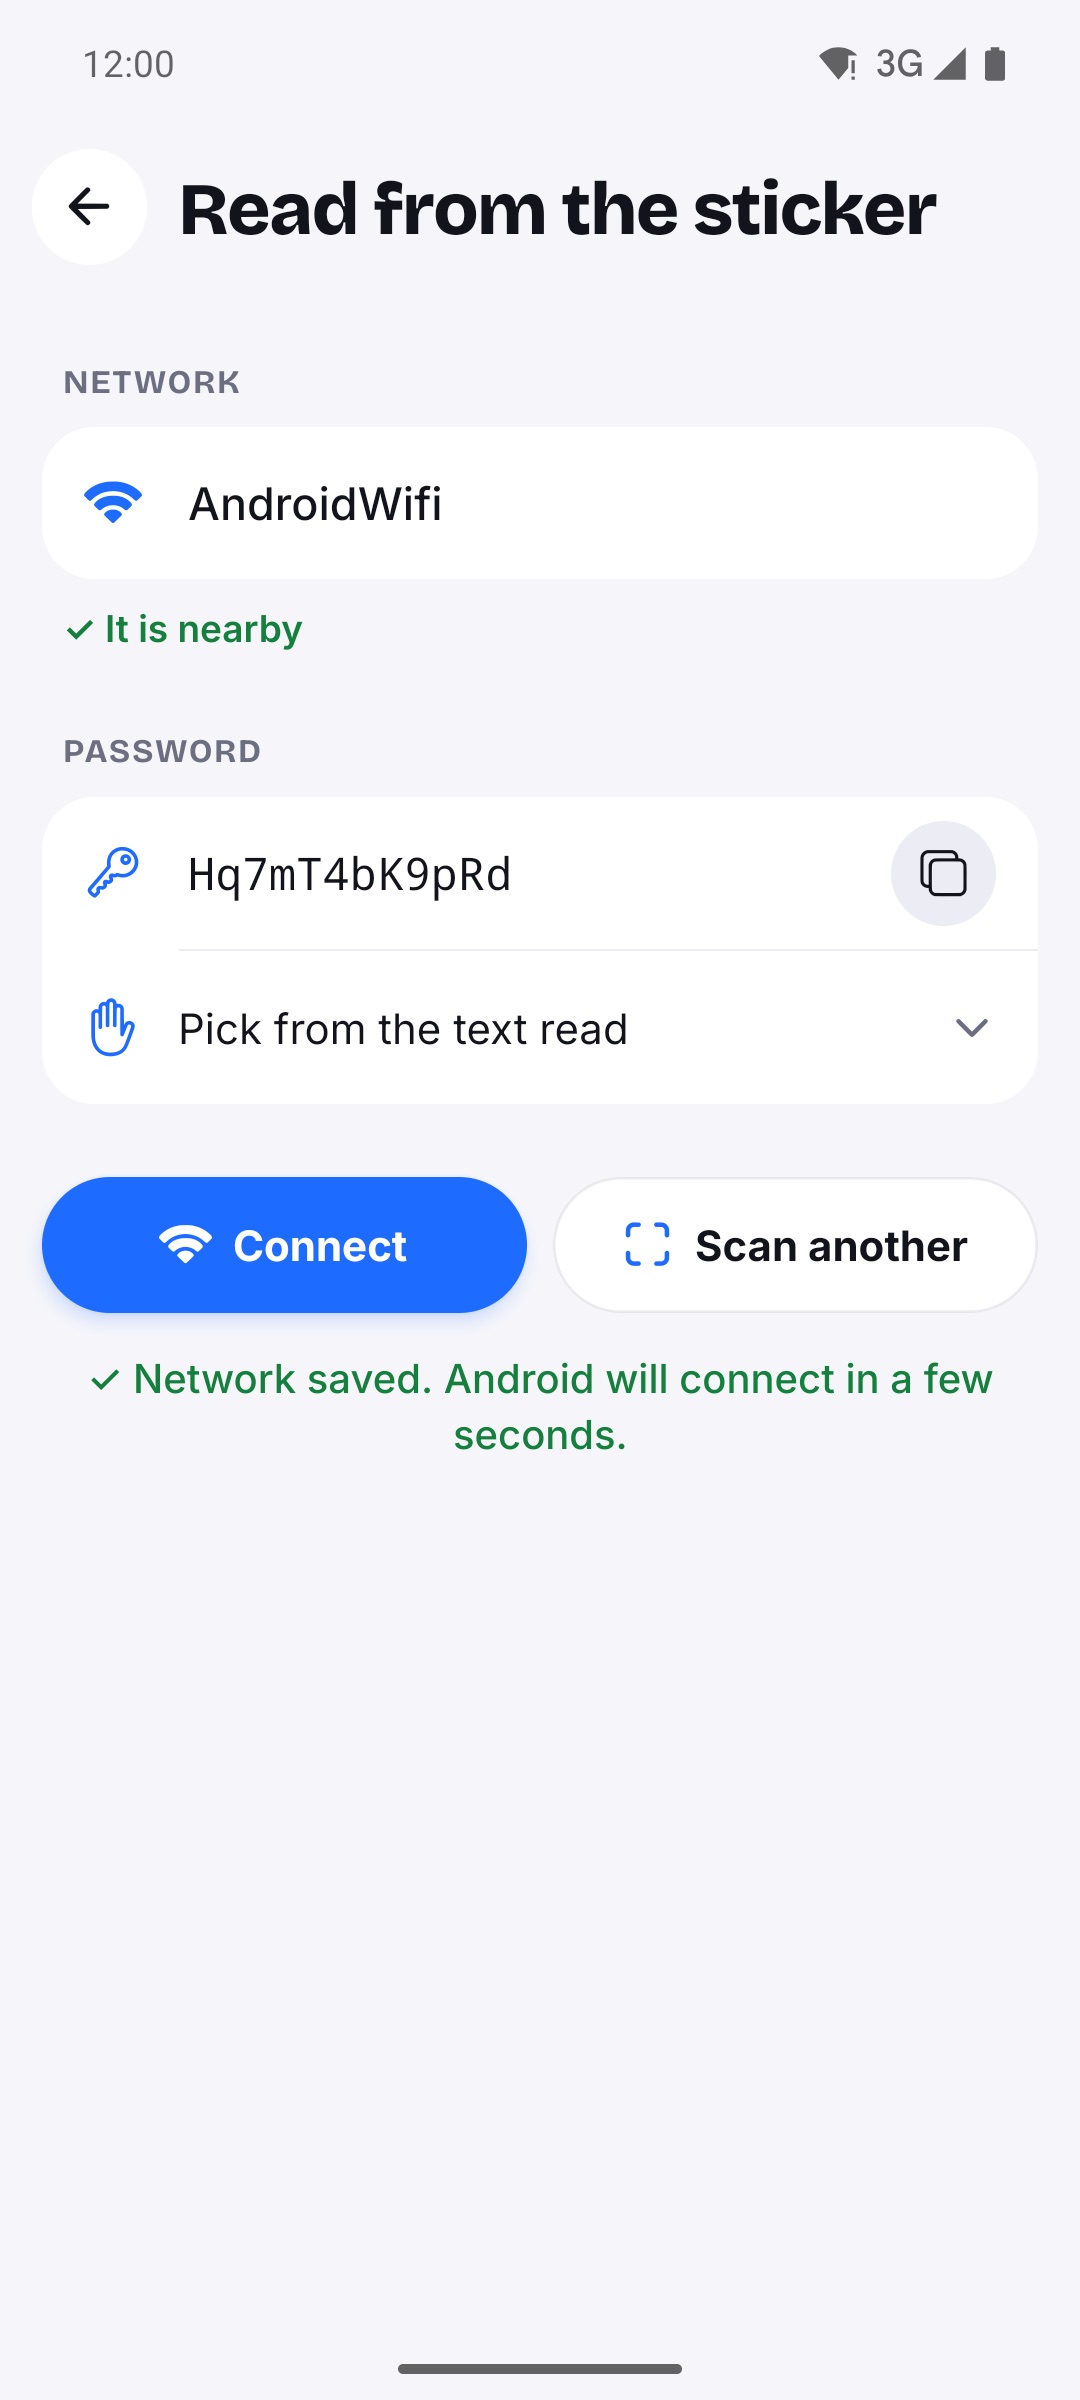 12:00
3G
Read from the sticker
NETWORK
AndroidWifi
It is nearby
PASSWORD
Hq7mT4bK9pRd
Pick from the text read
Connect
Scan another
Network saved. Android will connect in a few
seconds.